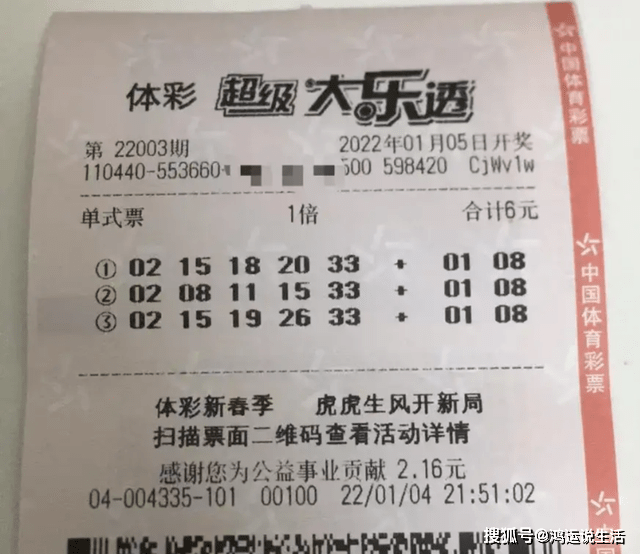 体彩 超级大乐透
第 22003期 2022年01月05日开奖
110440-553660- 500 598420 CjWv1w
单式票 1倍 合计6元
① 02 15 18 20 33 + 01 08
② 02 08 11 15 33 + 01 08
③ 02 15 19 26 33 + 01 08
体彩新春季 虎虎生风开新局
扫描票面二维码查看活动详情
感谢您为公益事业贡献 2.16元
04-004335-101 00100 22/01/04 21:51:02
中国体育彩票
中国体育彩票
中
搜狐号@鸿运说生活